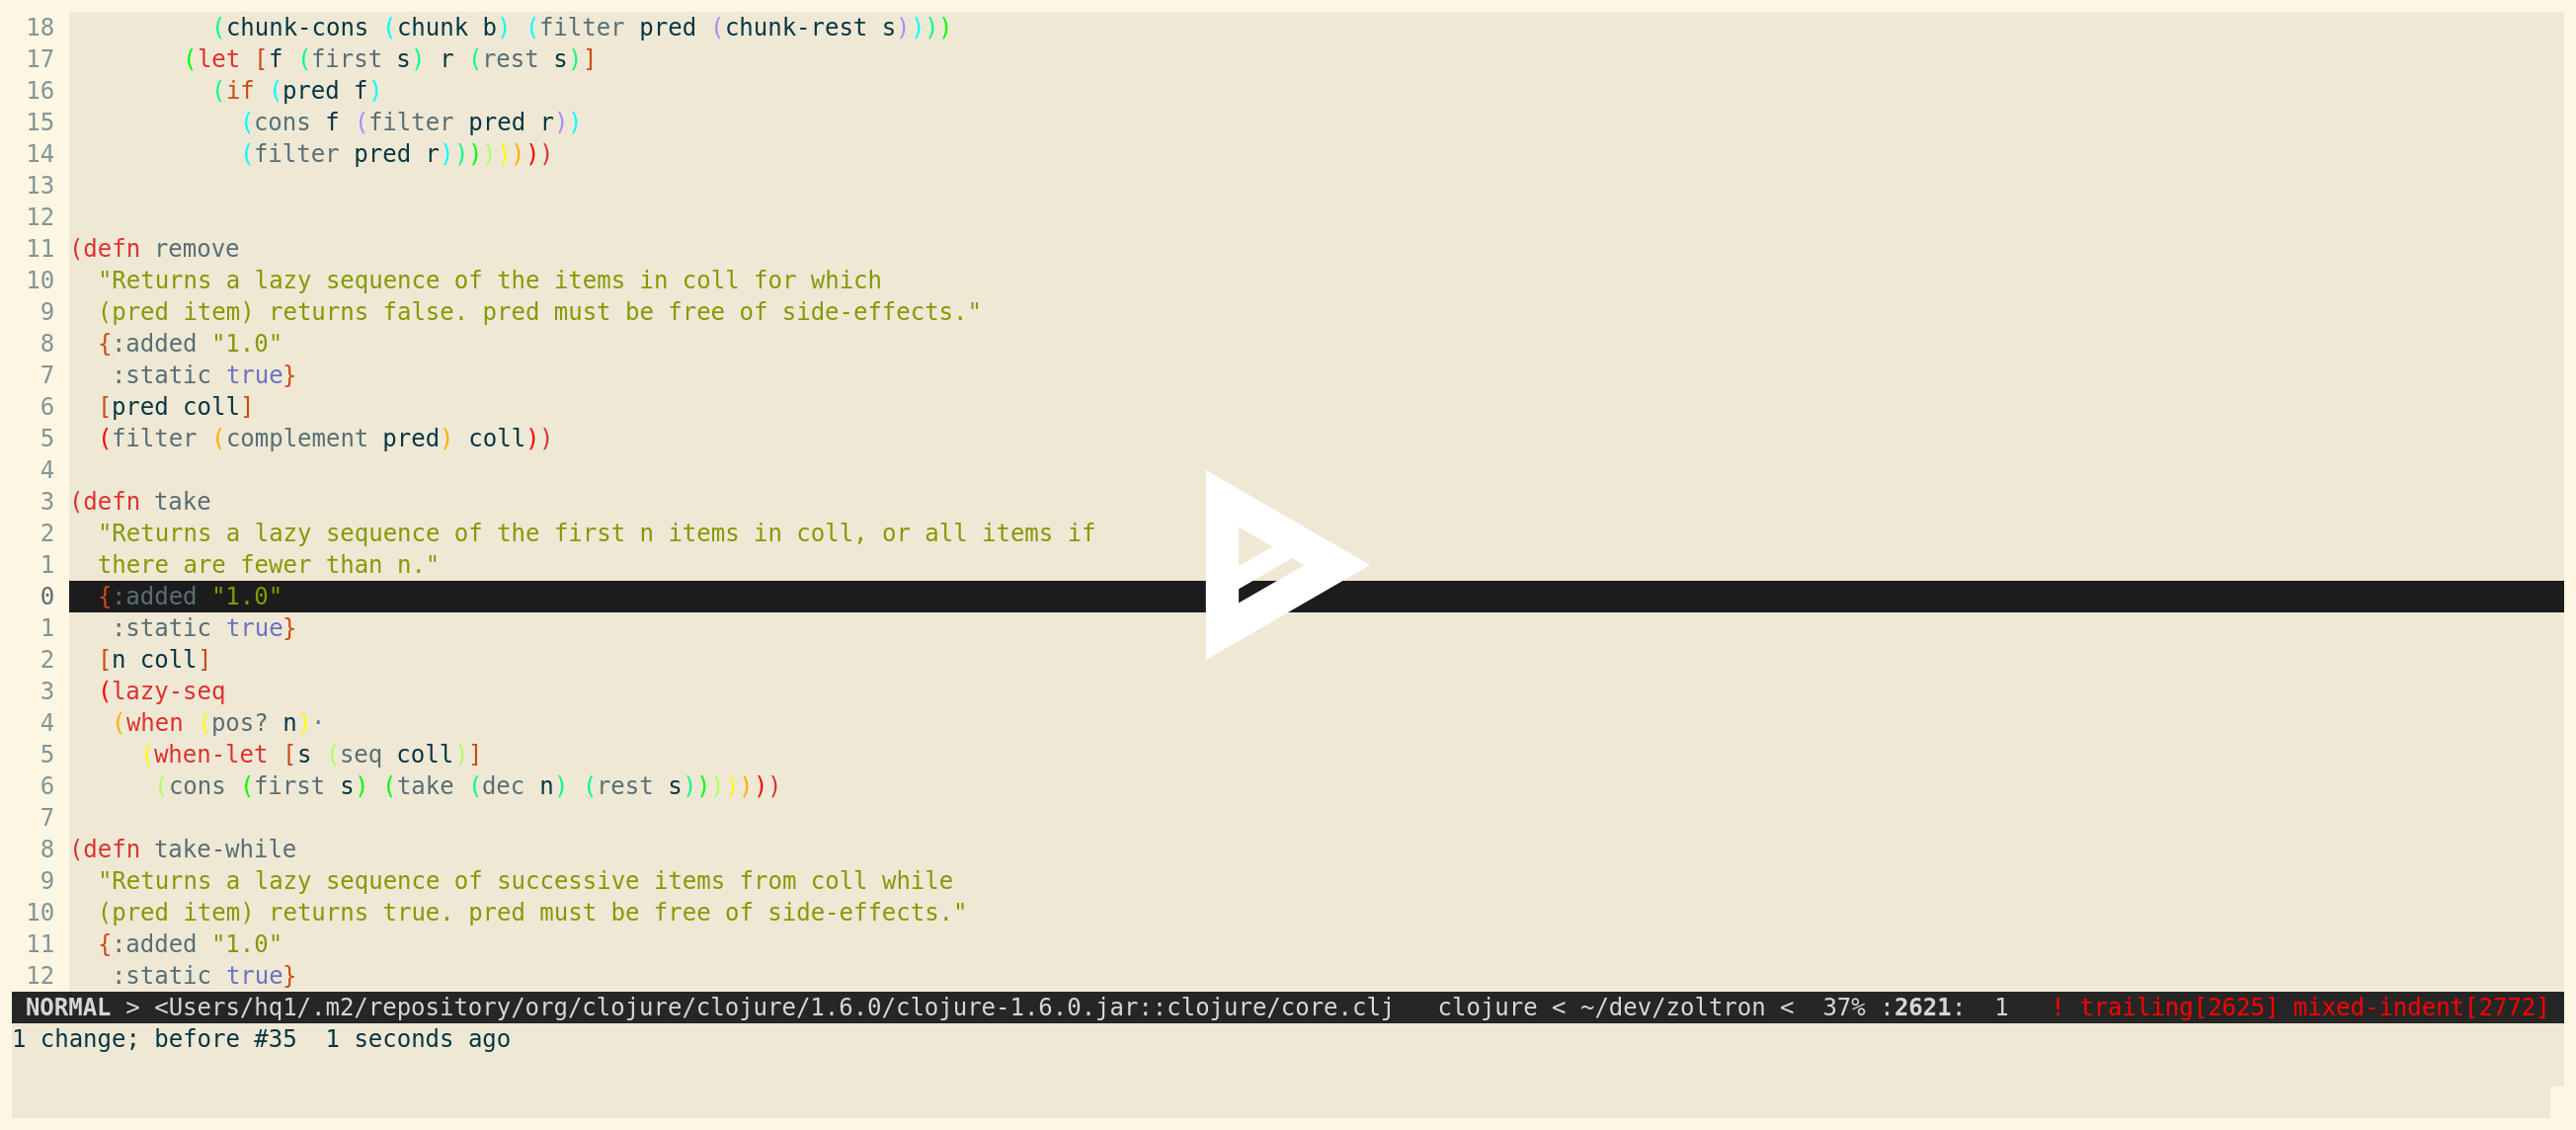 18           (chunk-cons (chunk b) (filter pred (chunk-rest s))))
17         (let [f (first s) r (rest s)]
16           (if (pred f)
15             (cons f (filter pred r))
14             (filter pred r))))))))
13
12
11 (defn remove
10   "Returns a lazy sequence of the items in coll for which
 9   (pred item) returns false. pred must be free of side-effects."
 8   {:added "1.0"
 7    :static true}
 6   [pred coll]
 5   (filter (complement pred) coll))
 4
 3 (defn take
 2   "Returns a lazy sequence of the first n items in coll, or all items if
 1   there are fewer than n."
 0   {:added "1.0"
 1    :static true}
 2   [n coll]
 3   (lazy-seq
 4    (when (pos? n)·
 5      (when-let [s (seq coll)]
 6       (cons (first s) (take (dec n) (rest s)))))))
 7
 8 (defn take-while
 9   "Returns a lazy sequence of successive items from coll while
10   (pred item) returns true. pred must be free of side-effects."
11   {:added "1.0"
12    :static true}
NORMAL > <Users/hq1/.m2/repository/org/clojure/clojure/1.6.0/clojure-1.6.0.jar::clojure/core.clj   clojure < ~/dev/zoltron <  37% :2621:  1   ! trailing[2625] mixed-indent[2772]
1 change; before #35  1 seconds ago